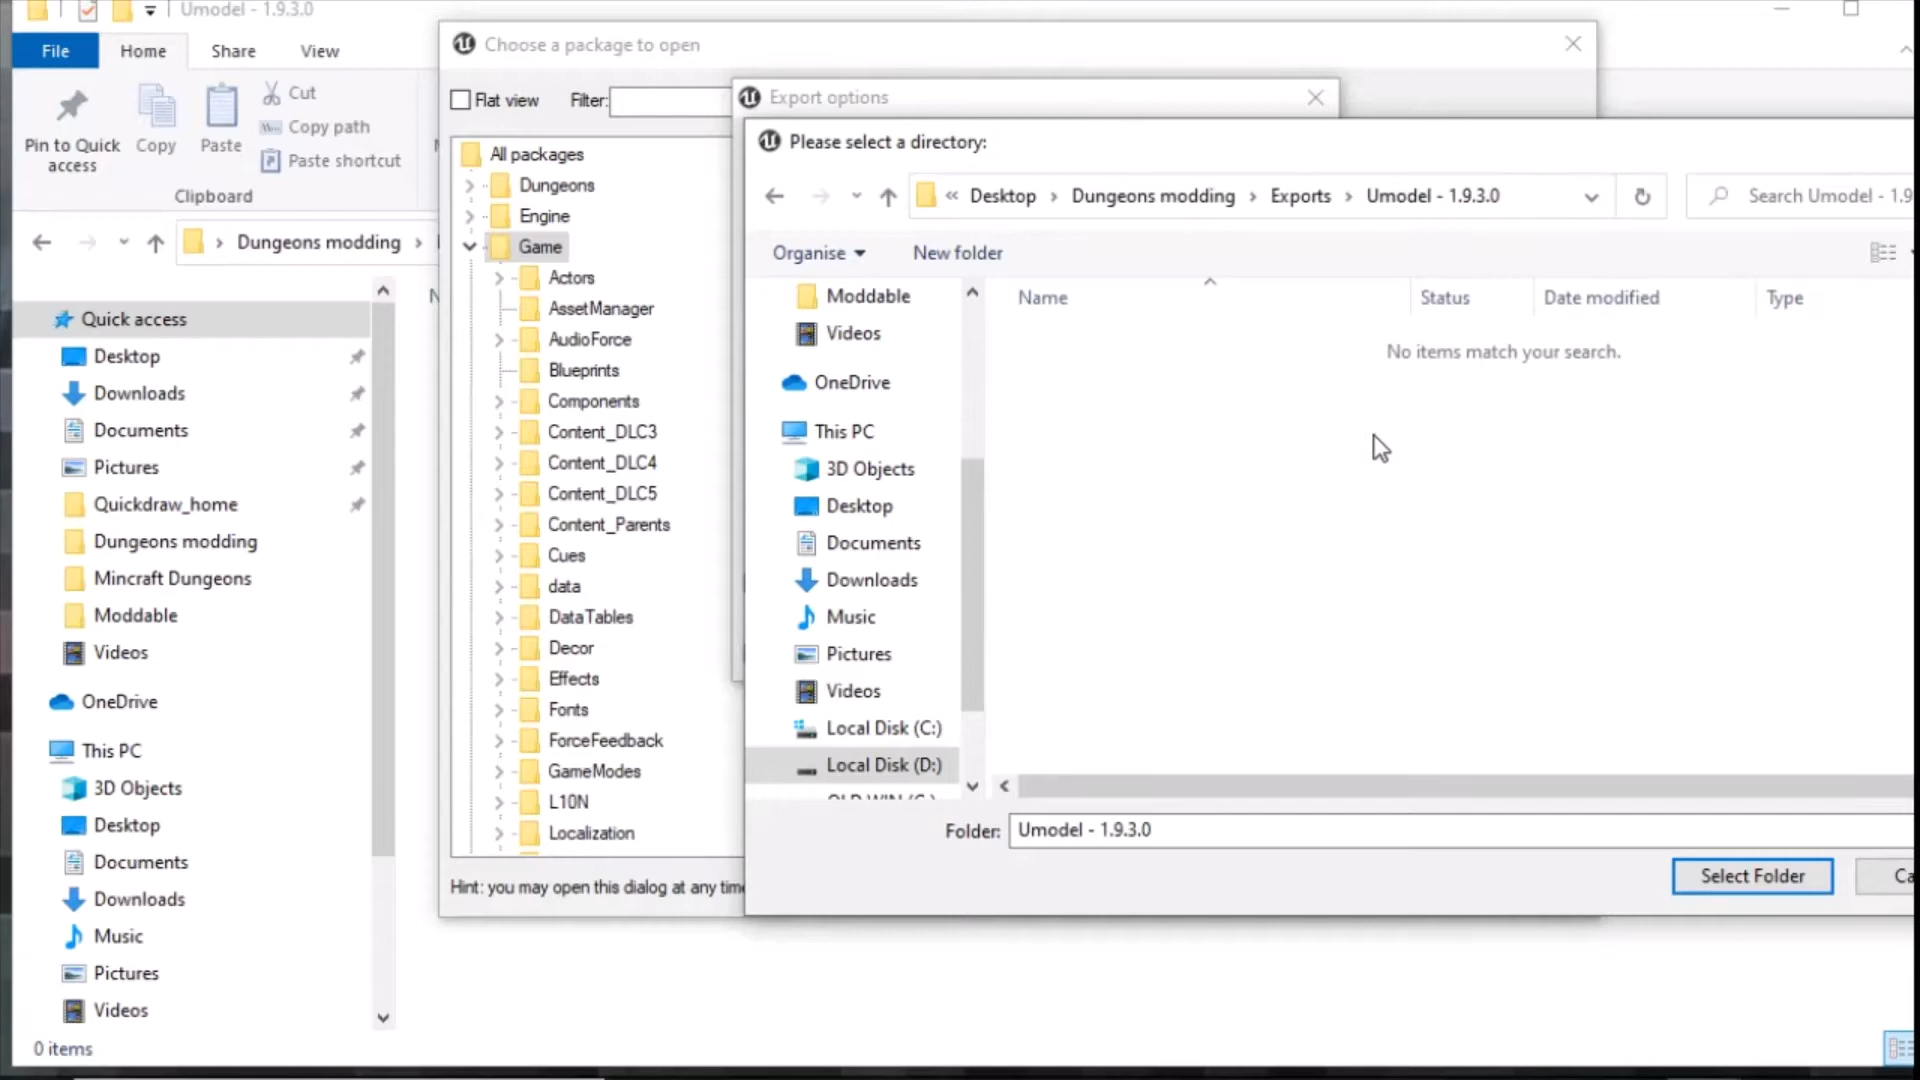 Umodel - 1.9.3.0
File Home Share View
Pin to Quick access
Copy
Paste
Cut
Copy path
Paste shortcut
Clipboard
Dungeons modding
Quick access
Desktop
Downloads
Documents
Pictures
Quickdraw_home
Dungeons modding
Mincraft Dungeons
Moddable
Videos
OneDrive
This PC
3D Objects
Desktop
Documents
Downloads
Music
Pictures
Videos
0 items
Choose a package to open
Flat view Filter:
All packages
Dungeons
Engine
Game
Actors
AssetManager
AudioForce
Blueprints
Components
Content_DLC3
Content_DLC4
Content_DLC5
Content_Parents
Cues
data
DataTables
Decor
Effects
Fonts
ForceFeedback
GameModes
L10N
Localization
Hint: you may open this dialog at any time
Export options
Please select a directory:
« Desktop > Dungeons modding > Exports > Umodel - 1.9.3.0
Search Umodel - 1.9
Organise New folder
Moddable
Videos
OneDrive
This PC
3D Objects
Desktop
Documents
Downloads
Music
Pictures
Videos
Local Disk (C:)
Local Disk (D:)
Name Status Date modified Type
No items match your search.
Folder: Umodel - 1.9.3.0
Select Folder
Ca